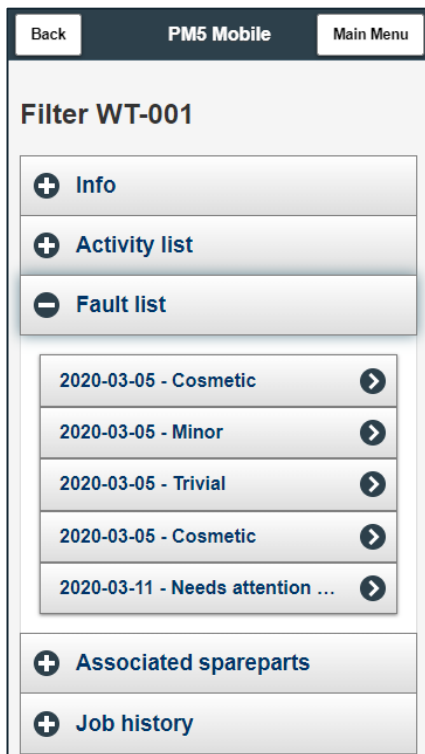 Back PM5 Mobile Main Menu
Filter WT-001
Info
Activity list
Fault list
2020-03-05 - Cosmetic
2020-03-05 - Minor
2020-03-05 - Trivial
2020-03-05 - Cosmetic
2020-03-11 - Needs attention ...
Associated spareparts
Job history